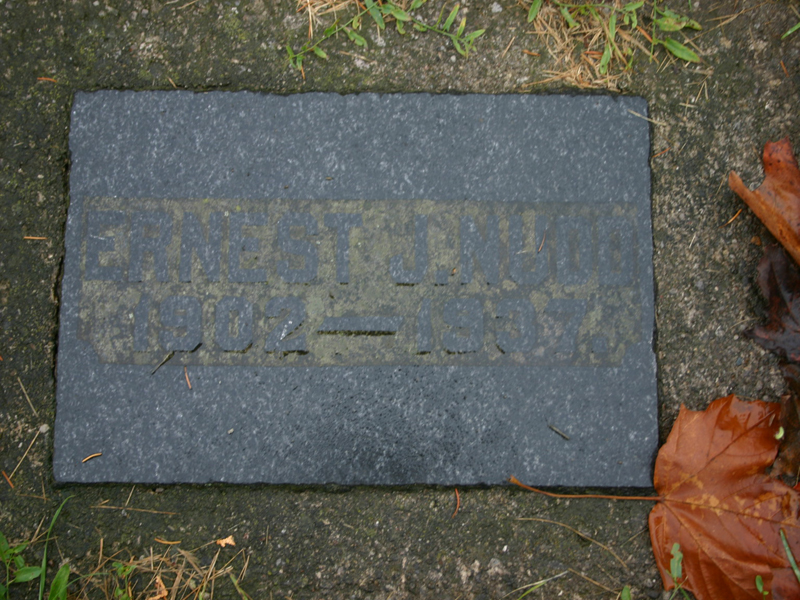 ERNEST J. NUDD
1902 — 1937.